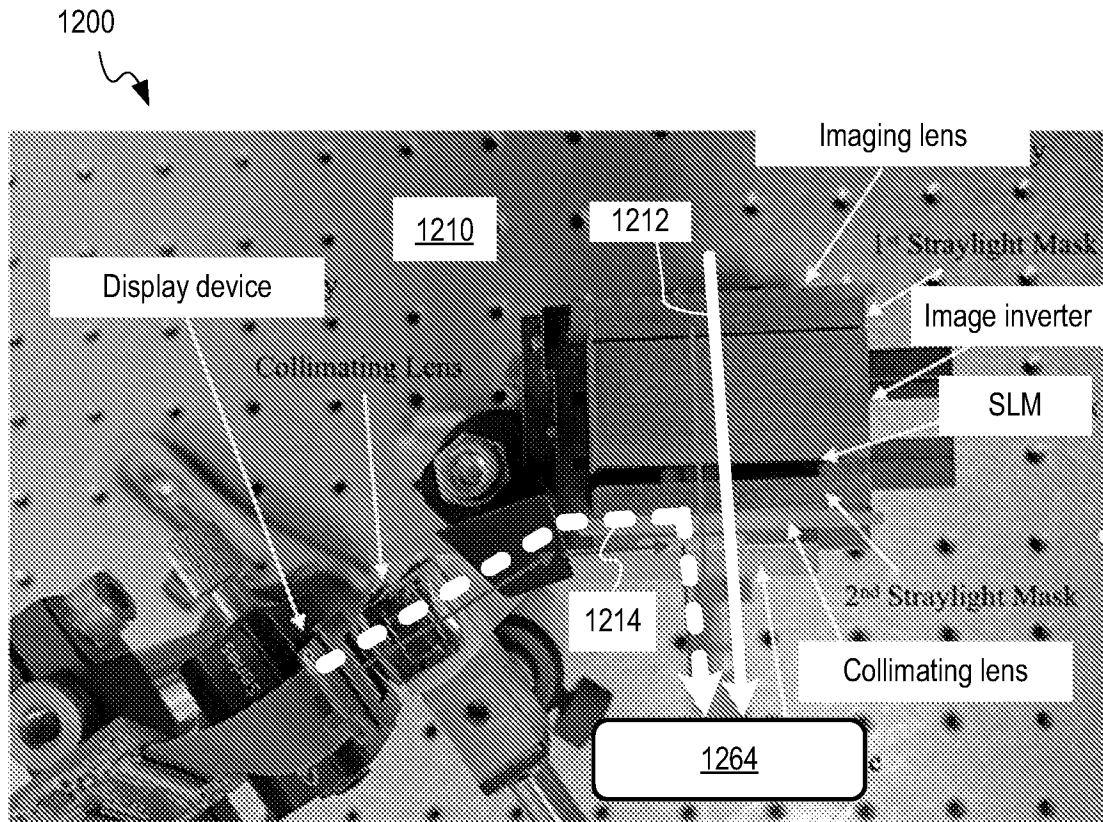 1200
Imaging lens
1210
1212
1st Straylight Mask
Display device
Image inverter
Collimating Lens
SLM
1214
2nd Straylight Mask
Collimating lens
1264